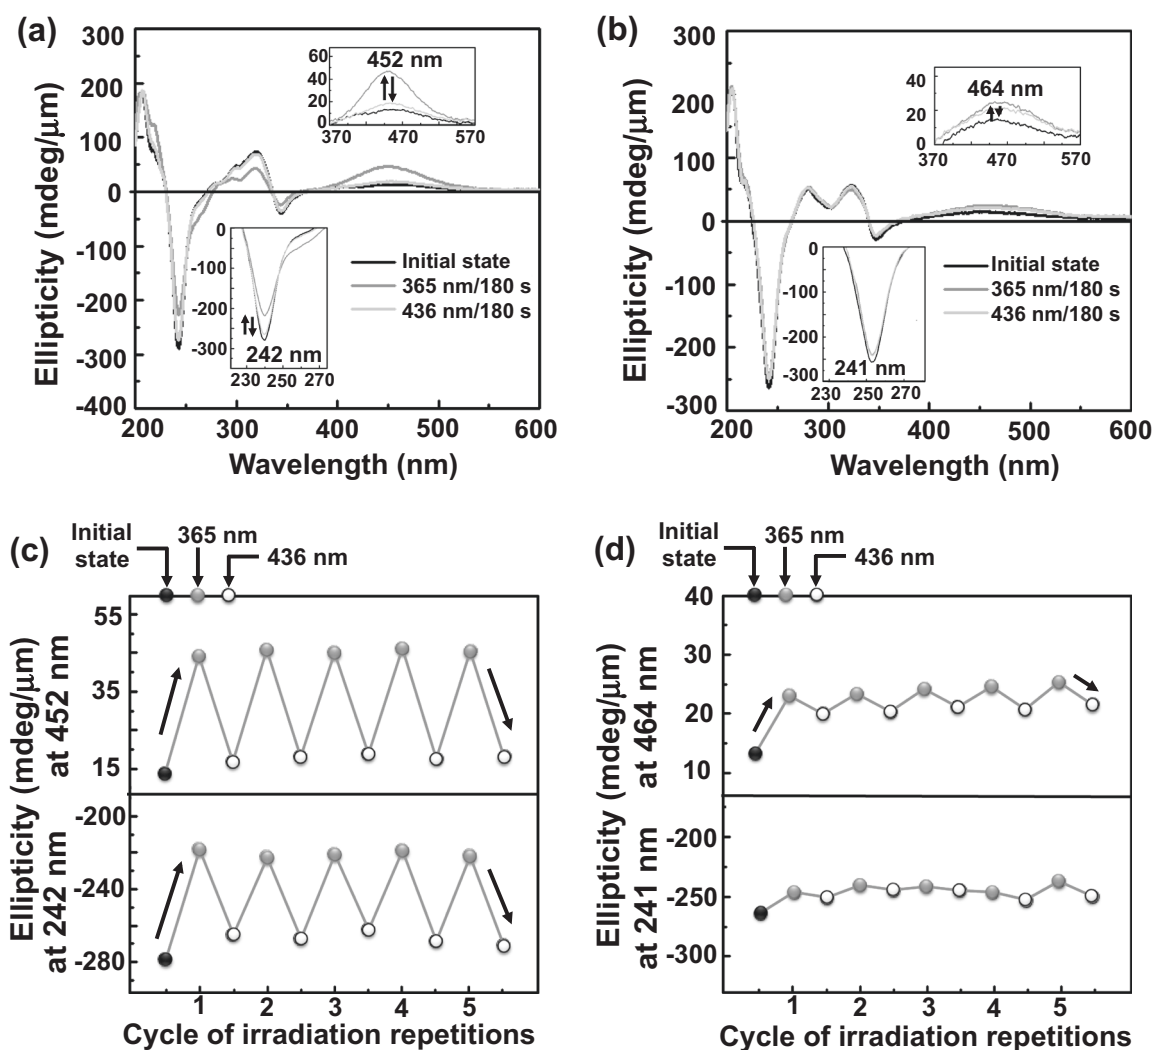 (a)
300
200
100
0
-100
-200
-300
-400
Ellipticity (mdeg/μm)
60
40
20
0
452 nm
370
470
570
0
-100
-200
-300
242 nm
230
250
270
Initial state
365 nm/180 s
436 nm/180 s
200
300
400
500
600
Wavelength (nm)
(b)
300
200
100
0
-100
-200
-300
Ellipticity (mdeg/μm)
40
20
0
464 nm
370
470
570
0
-100
-200
-300
241 nm
230
250
270
Initial state
365 nm/180 s
436 nm/180 s
200
300
400
500
600
Wavelength (nm)
(c)
Initial
state
365 nm
436 nm
55
35
15
-200
-240
-280
Ellipticity (mdeg/μm)
at 242 nm
at 452 nm
1
2
3
4
5
Cycle of irradiation repetitions
(d)
Initial
state
365 nm
436 nm
40
30
20
10
-200
-250
-300
Ellipticity (mdeg/μm)
at 241 nm
at 464 nm
1
2
3
4
5
Cycle of irradiation repetitions